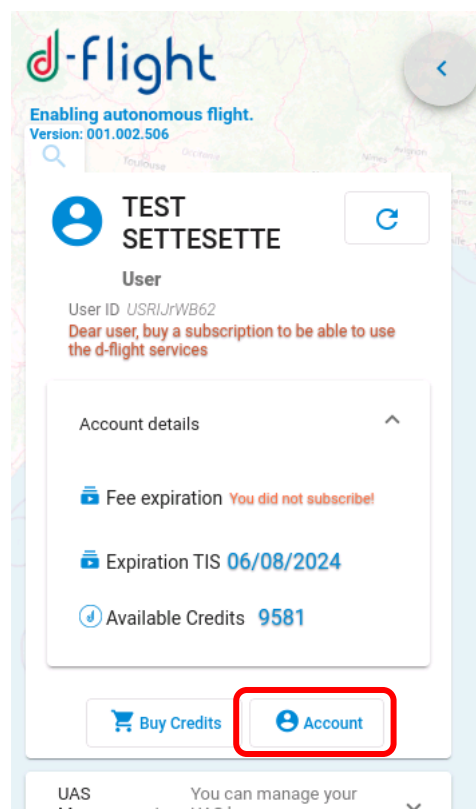 d-flight
Enabling autonomous flight.
Version: 001.002.506
Toulouse
Nîmes
TEST
SETTESETTE
User
User ID USRIJrWB62
Dear user, buy a subscription to be able to use
the d-flight services
Account details
Fee expiration You did not subscribe!
Expiration TIS 06/08/2024
d Available Credits 9581
Buy Credits Account
UAS You can manage your